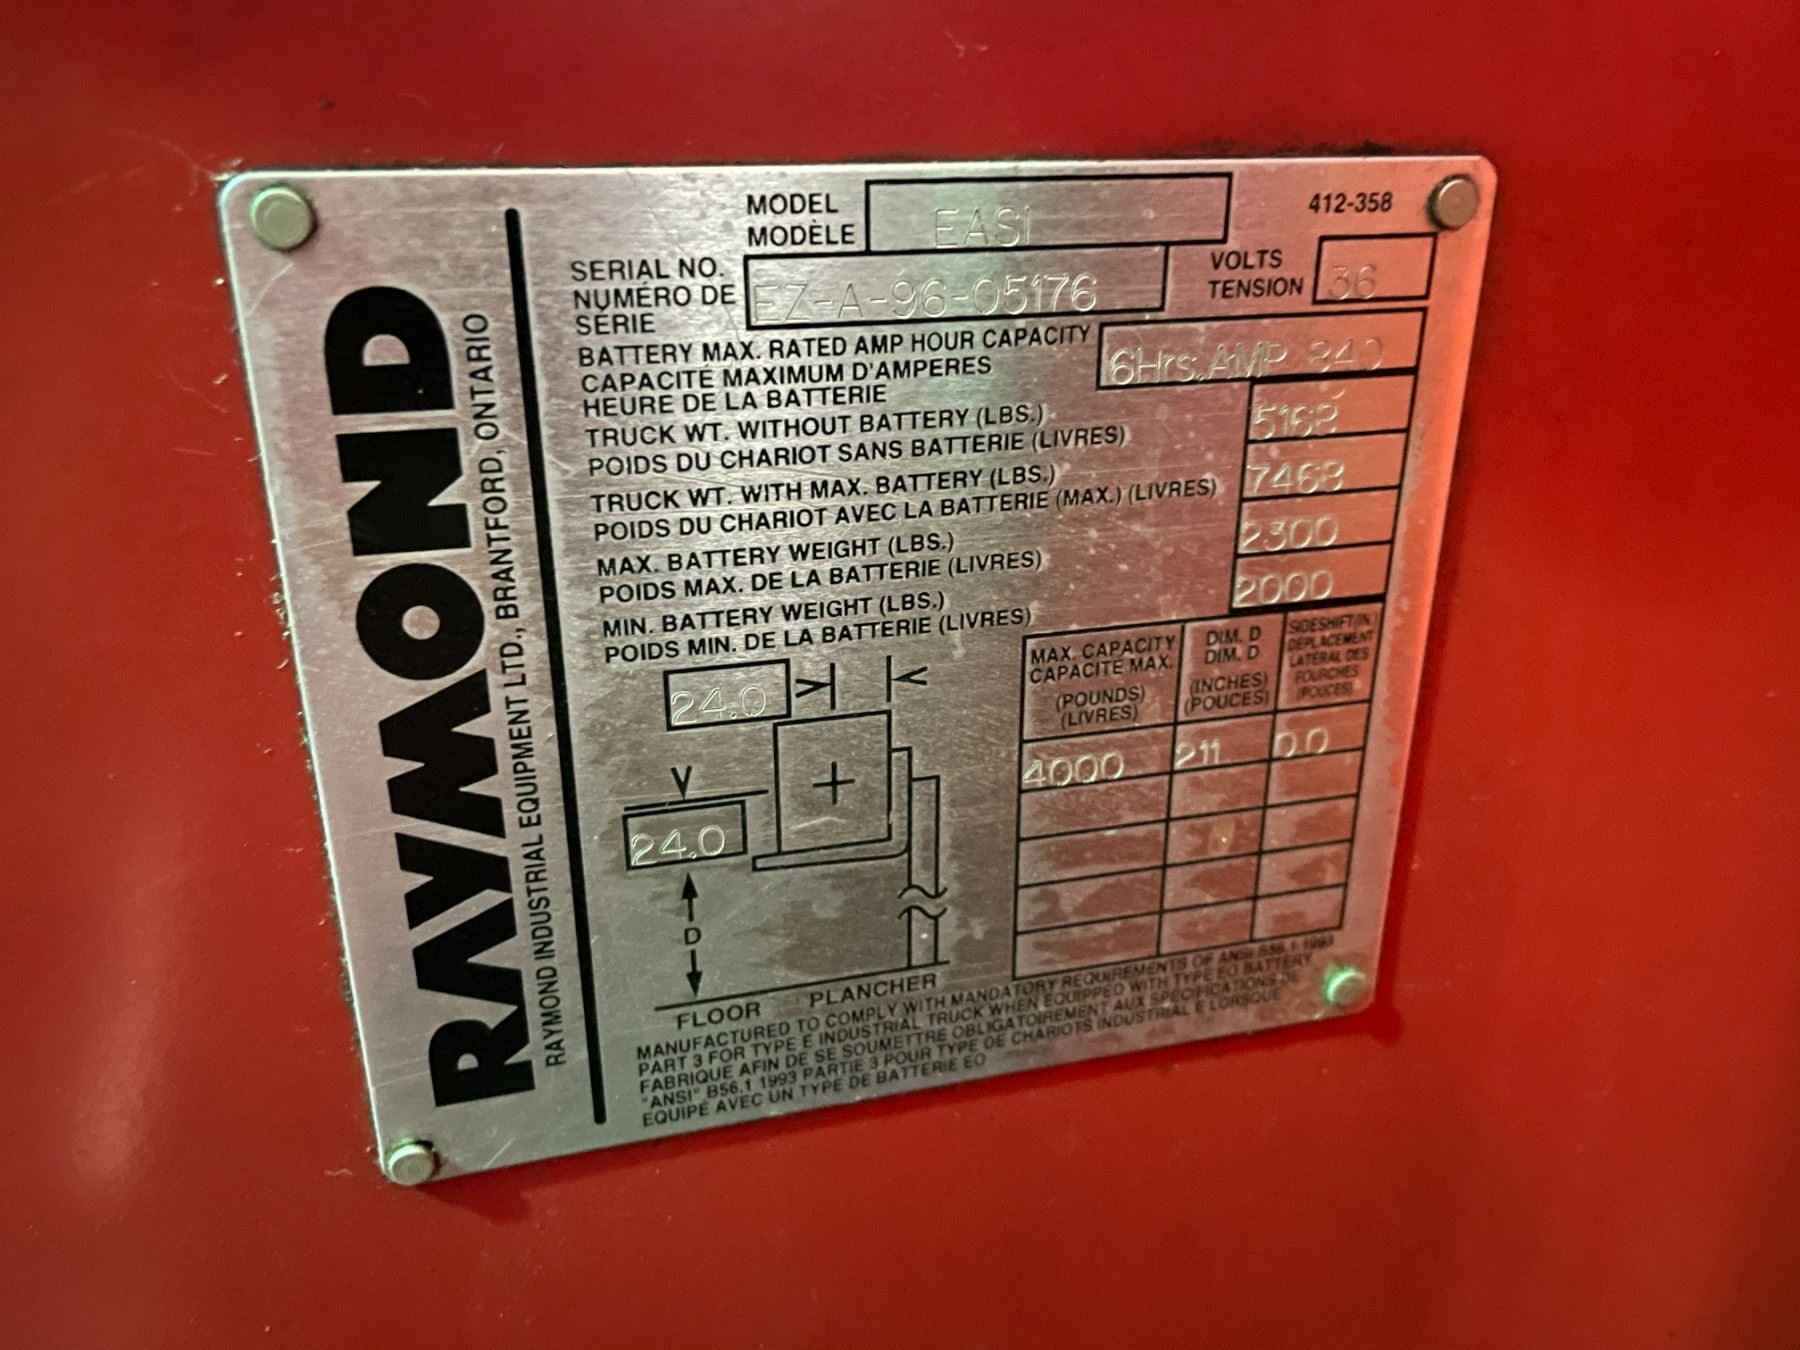 RAYMOND
RAYMOND INDUSTRIAL EQUIPMENT LTD., BRANTFORD, ONTARIO
412-358
MODEL
MODÈLE
EASI
SERIAL NO.
NUMÉRO DE
SÉRIE
EZ-A-96-05176
VOLTS
TENSION
36
BATTERY MAX. RATED AMP HOUR CAPACITY
CAPACITÉ MAXIMUM D'AMPERES
HEURE DE LA BATTERIE
6Hrs.AMP 840
TRUCK WT. WITHOUT BATTERY (LBS.)
POIDS DU CHARIOT SANS BATTERIE (LIVRES)
5168
TRUCK WT. WITH MAX. BATTERY (LBS.)
POIDS DU CHARIOT AVEC LA BATTERIE (MAX.) (LIVRES)
7468
MAX. BATTERY WEIGHT (LBS.)
POIDS MAX. DE LA BATTERIE (LIVRES)
2300
MIN. BATTERY WEIGHT (LBS.)
POIDS MIN. DE LA BATTERIE (LIVRES)
2000
24.0
24.0
D
FLOOR PLANCHER
MAX. CAPACITY
CAPACITE MAX.
(POUNDS)
(LIVRES)
DIM. D
DIM. D
(INCHES)
(POUCES)
SIDESHIFT(IN.)
DÉPLACEMENT
LATÉRAL DES
FOURCHES
(POUCES)
4000 211 0.0
MANUFACTURED TO COMPLY WITH MANDATORY REQUIREMENTS OF ANSI B56.1 1993
PART 3 FOR TYPE E INDUSTRIAL TRUCK WHEN EQUIPPED WITH TYPE EO BATTERY
FABRIQUE AFIN DE SE SOUMETTRE OBLIGATOIREMENT AUX SPECIFICATIONS DE
"ANSI" B56.1 1993 PARTIE 3 POUR TYPE DE CHARIOTS INDUSTRIAL E LORSQUE
EQUIPÉ AVEC UN TYPE DE BATTERIE EO